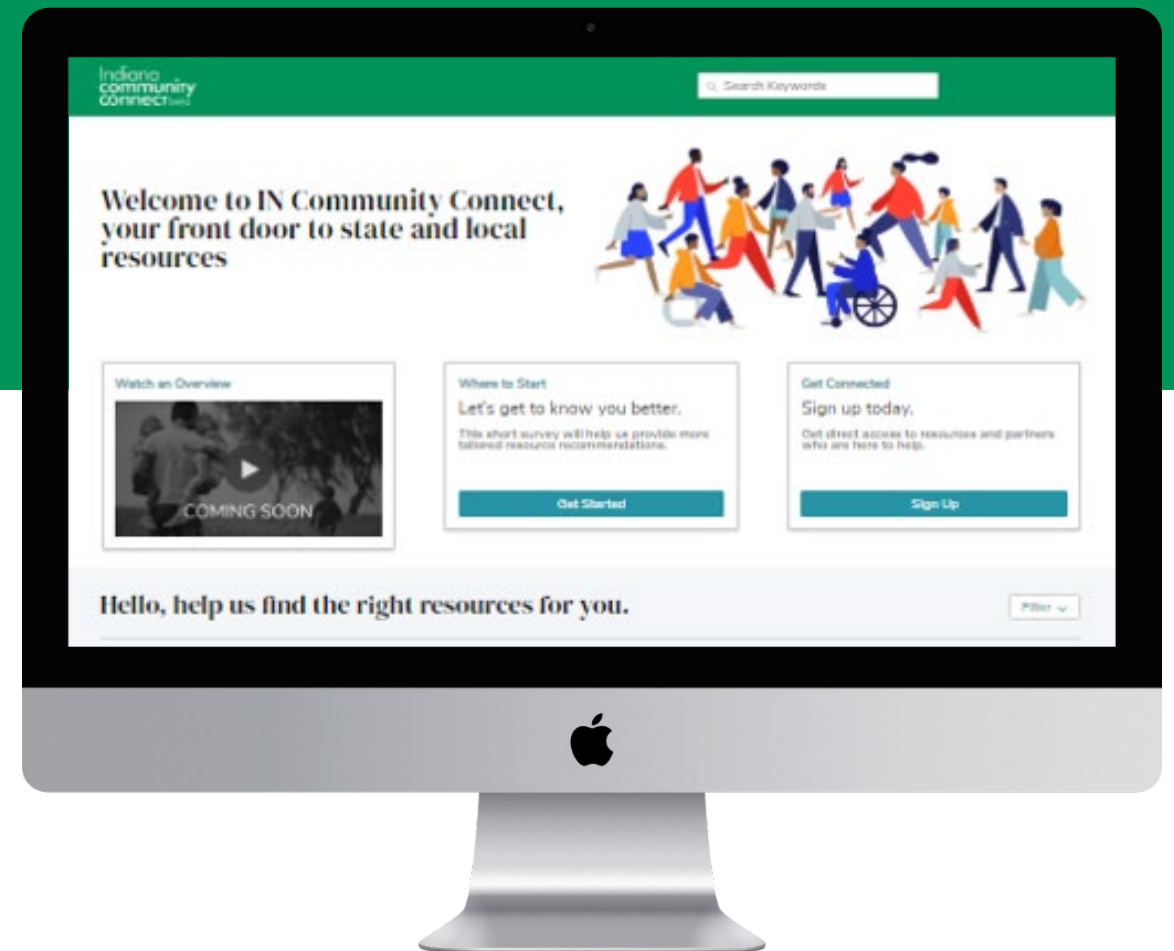 Indiana
community
connect
Search Keywords
Welcome to IN Community Connect,
your front door to state and local
resources
Watch an Overview
COMING SOON
Where to Start
Let's get to know you better.
This short survey will help us provide more
tailored resource recommendations.
Get Started
Get Connected
Sign up today.
Get direct access to resources and partners
who are here to help.
Sign Up
Hello, help us find the right resources for you.
Filter